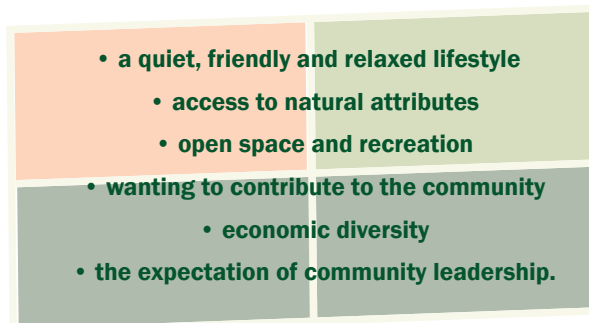 • a quiet, friendly and relaxed lifestyle
• access to natural attributes
• open space and recreation
• wanting to contribute to the community
• economic diversity
• the expectation of community leadership.